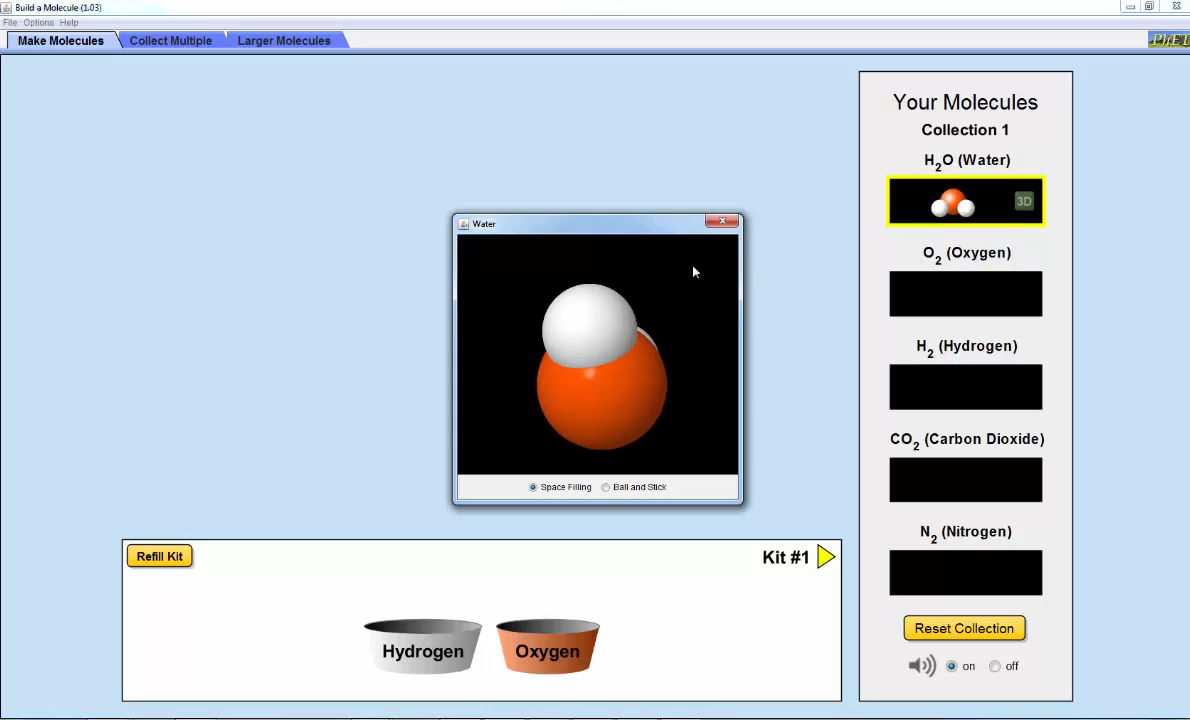 Build a Molecule (1.03)
File Options Help
Make Molecules Collect Multiple Larger Molecules
PhET
Your Molecules
Collection 1
H2O (Water)
3D
O2 (Oxygen)
H2 (Hydrogen)
CO2 (Carbon Dioxide)
N2 (Nitrogen)
Reset Collection
on off
Water
Space Filling Ball and Stick
Refill Kit
Kit #1
Hydrogen Oxygen